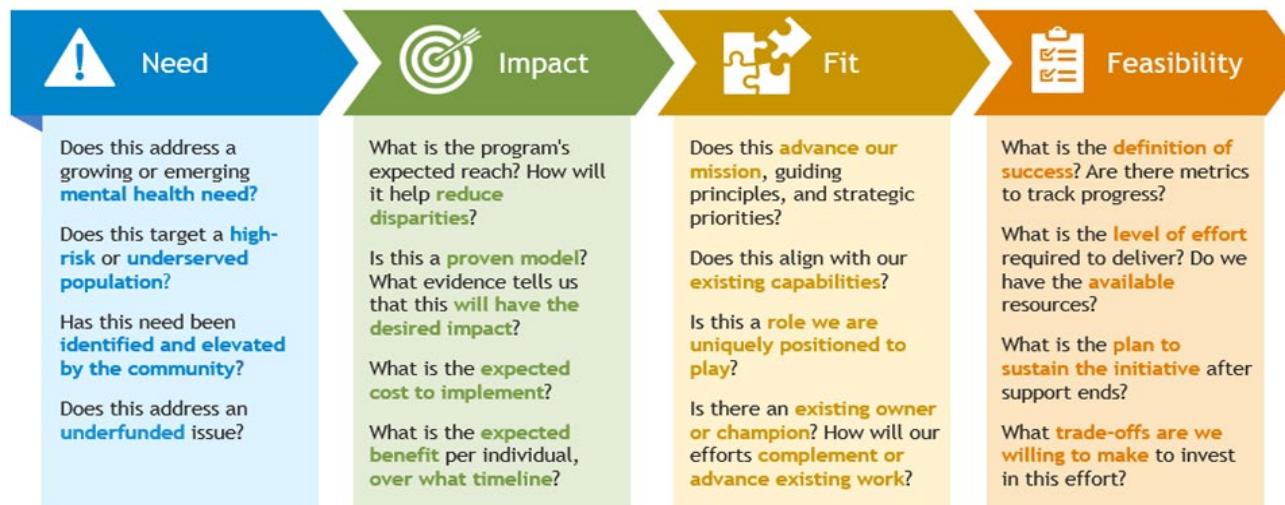 Need
Does this address a
growing or emerging
mental health need?
Does this target a high-
risk or underserved
population?
Has this need been
identified and elevated
by the community?
Does this address an
underfunded issue?
Impact
What is the program's
expected reach? How will
it help reduce
disparities?
Is this a proven model?
What evidence tells us
that this will have the
desired impact?
What is the expected
cost to implement?
What is the expected
benefit per individual,
over what timeline?
Fit
Does this advance our
mission, guiding
principles, and strategic
priorities?
Does this align with our
existing capabilities?
Is this a role we are
uniquely positioned to
play?
Is there an existing owner
or champion? How will our
efforts complement or
advance existing work?
Feasibility
What is the definition of
success? Are there metrics
to track progress?
What is the level of effort
required to deliver? Do we
have the available
resources?
What is the plan to
sustain the initiative after
support ends?
What trade-offs are we
willing to make to invest
in this effort?